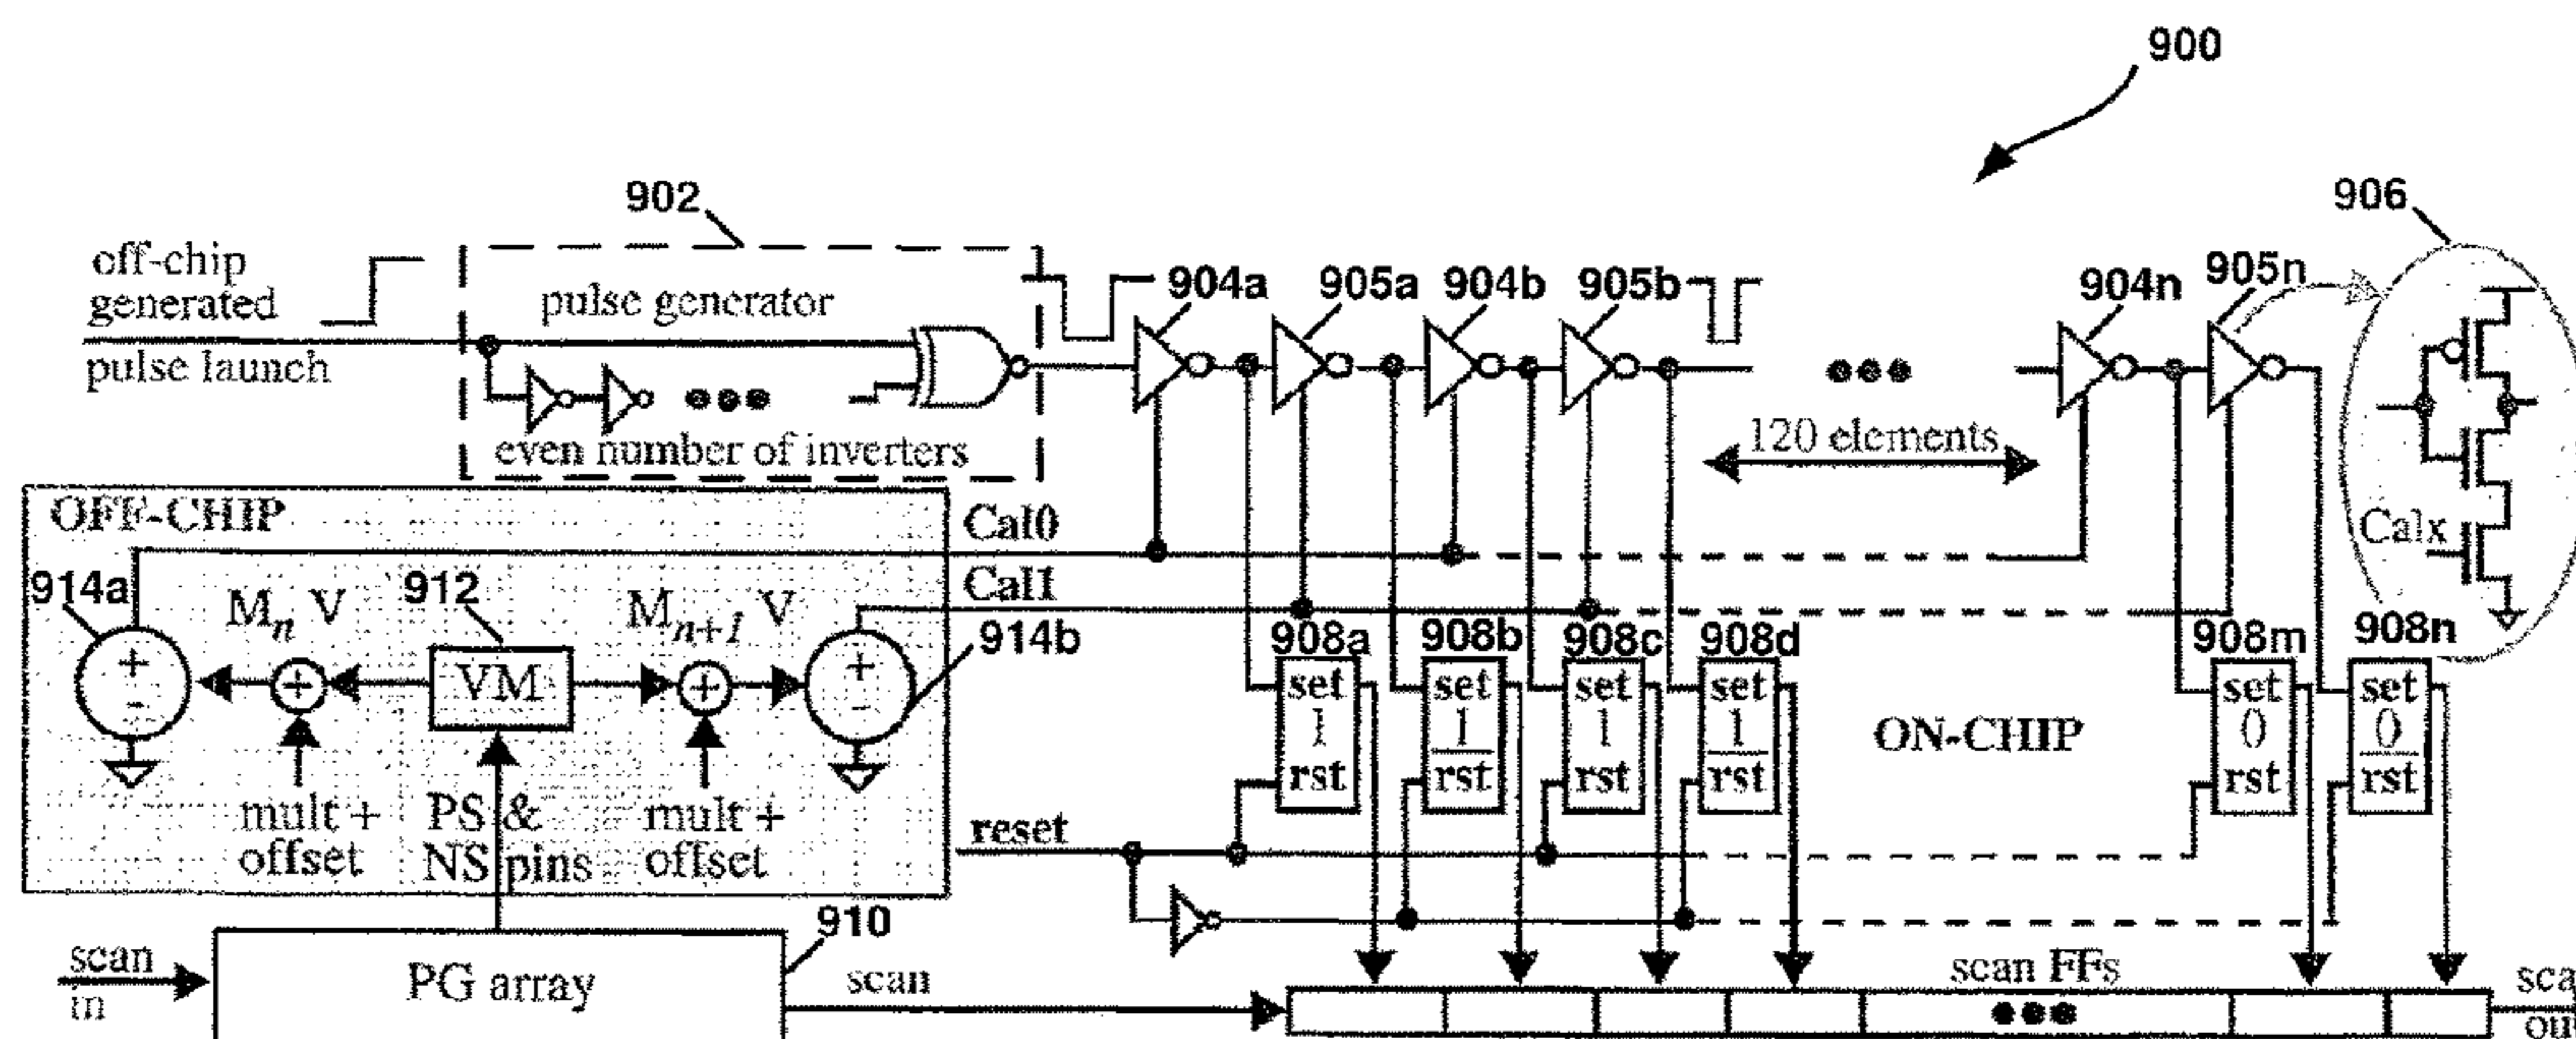 900
902
906
off-chip
generated
pulse launch
pulse generator
even number of inverters
904a
905a
904b
905b
904n
905n
120 elements
Calx
OFF-CHIP
Cal0
Cal1
914a
Mn V
912
Mn+1 V
914b
+
-
+
VM
+
+
-
mult +
offset
PS &
NS pins
mult +
offset
908a
908b
908c
908d
908m
908n
set
1
rst
set
1
rst
set
1
rst
set
1
rst
ON-CHIP
set
0
rst
set
0
rst
reset
910
scan
in
PG array
scan
scan FFs